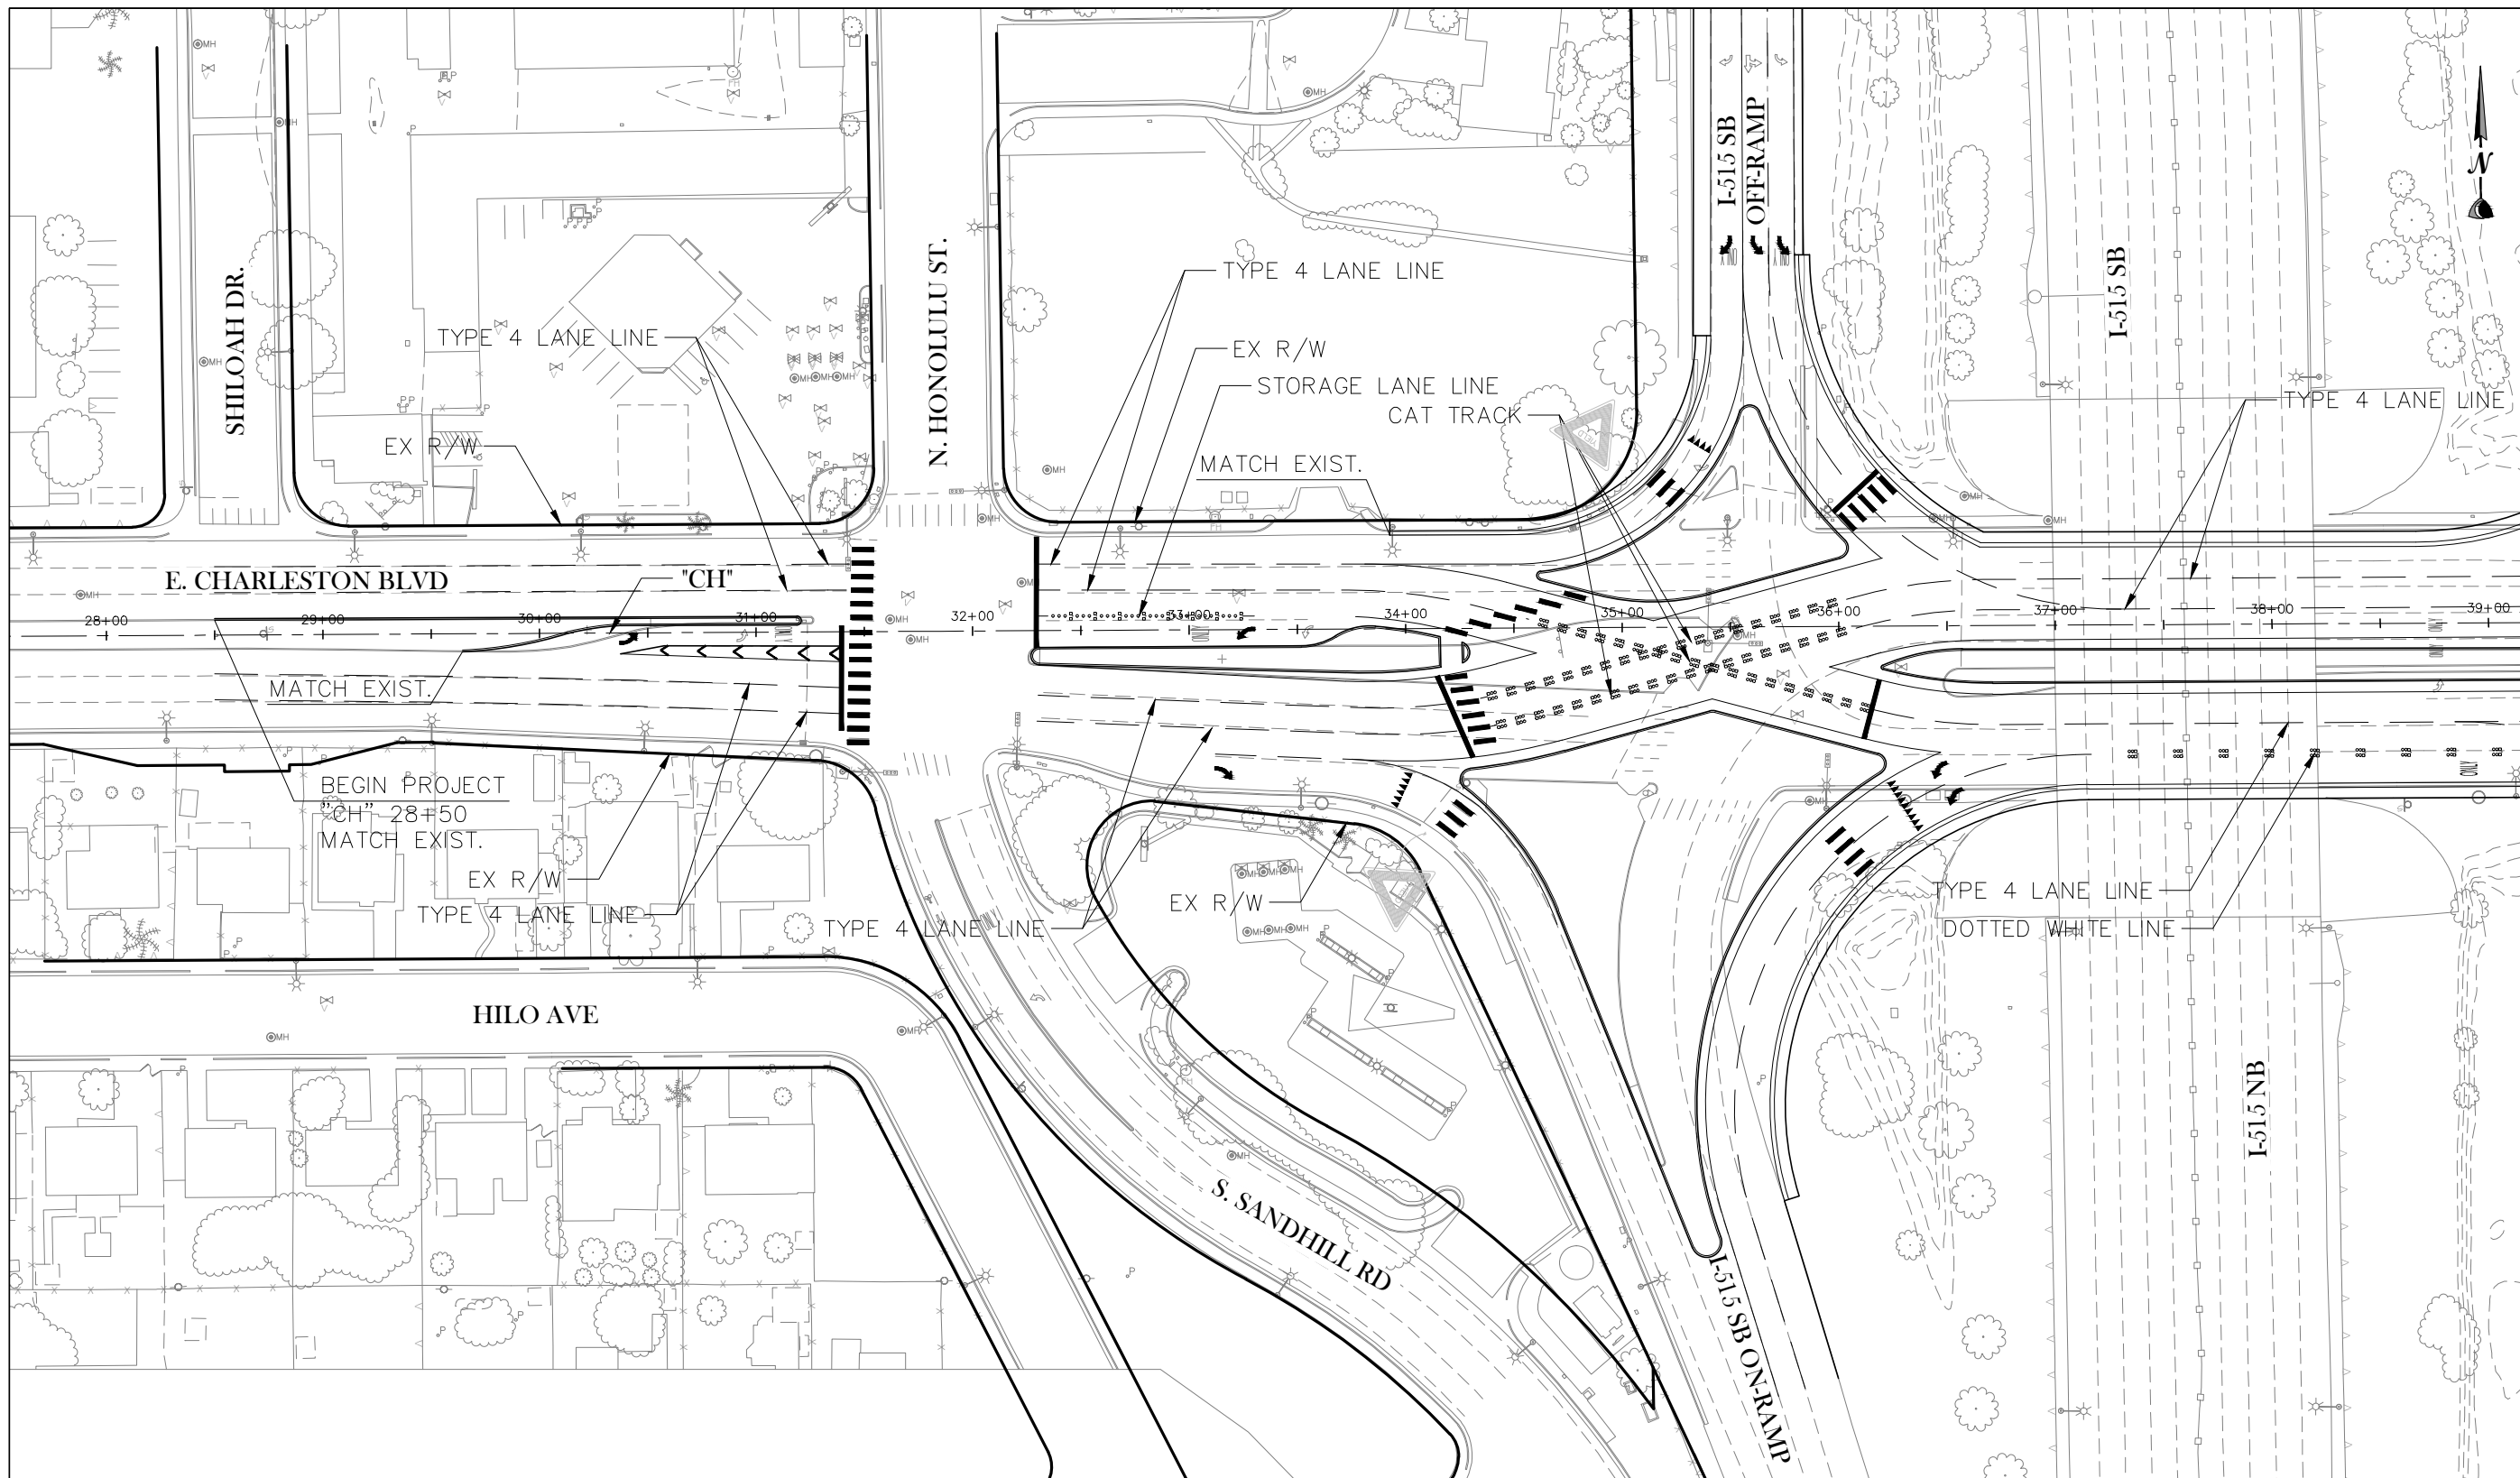 I-515 SB
OFF-RAMP
N
SHILOAH DR.
N. HONOLULU ST.
I-515 SB
TYPE 4 LANE LINE
TYPE 4 LANE LINE
EX R/W
STORAGE LANE LINE
CAT TRACK
TYPE 4 LANE LINE
EX R/W
MATCH EXIST.
E. CHARLESTON BLVD
"CH"
28+00
29+00
30+00
31+00
32+00
33+00
34+00
35+00
36+00
37+00
38+00
39+00
MATCH EXIST.
BEGIN PROJECT
"CH" 28+50
MATCH EXIST.
ONLY
EX R/W
TYPE 4 LANE LINE
TYPE 4 LANE LINE
EX R/W
TYPE 4 LANE LINE
DOTTED WHITE LINE
HILO AVE
S. SANDHILL RD
I-515 SB ON-RAMP
I-515 NB